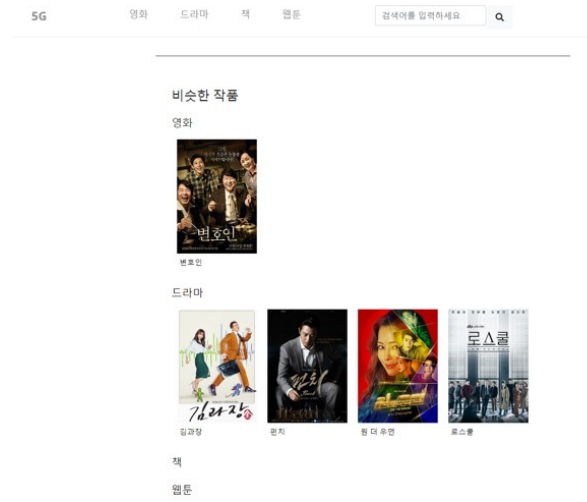 5G 영화 드라마 책 웹툰 검색어를 입력하세요
비슷한 작품
영화
변호인
변호인
드라마
김과장
펀치
로스쿨
김과장 펀치 원 더 우먼 로스쿨
책
웹툰